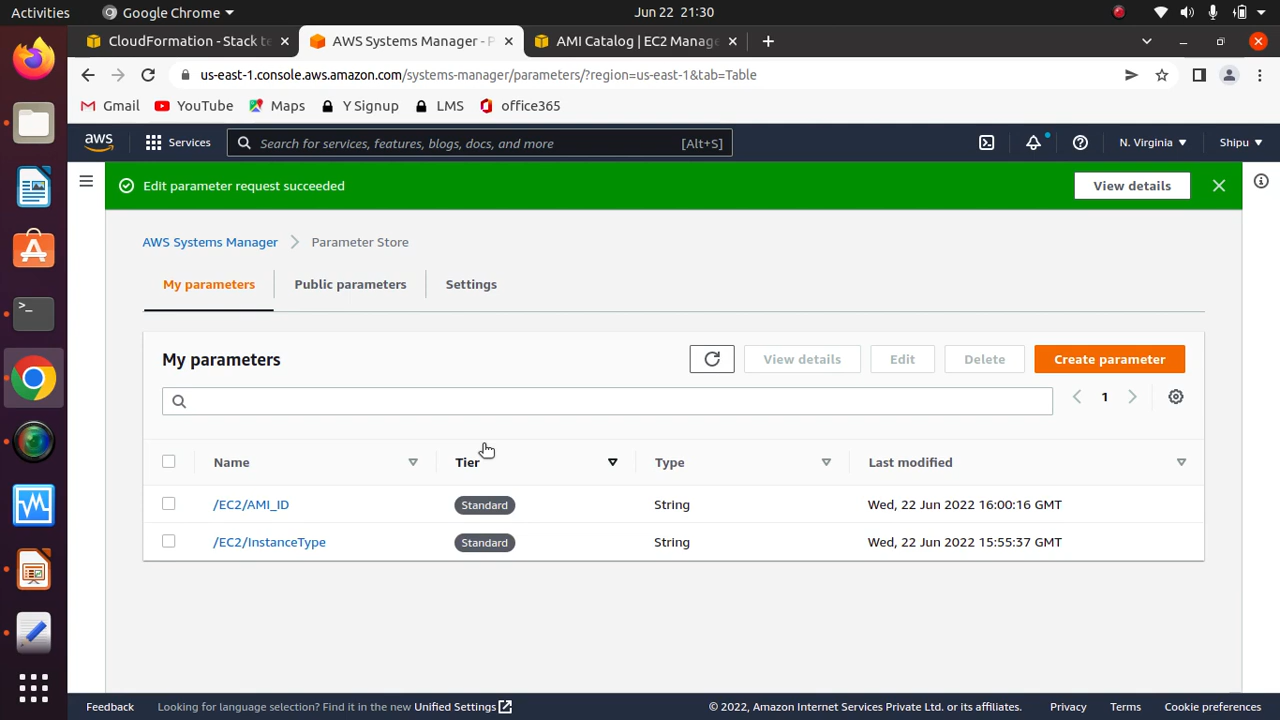 Activities Google Chrome Jun 22 21:30
CloudFormation - Stack te AWS Systems Manager - P AMI Catalog | EC2 Manage
us-east-1.console.aws.amazon.com/systems-manager/parameters/?region=us-east-1&tab=Table
Gmail YouTube Maps Y Signup LMS office365
aws Services Search for services, features, blogs, docs, and more [Alt+S] N. Virginia Shipu
Edit parameter request succeeded View details
AWS Systems Manager Parameter Store
My parameters Public parameters Settings
My parameters View details Edit Delete Create parameter
1
Name Tier Type Last modified
/EC2/AMI_ID Standard String Wed, 22 Jun 2022 16:00:16 GMT
/EC2/InstanceType Standard String Wed, 22 Jun 2022 15:55:37 GMT
Feedback Looking for language selection? Find it in the new Unified Settings © 2022, Amazon Internet Services Private Ltd. or its affiliates. Privacy Terms Cookie preferences